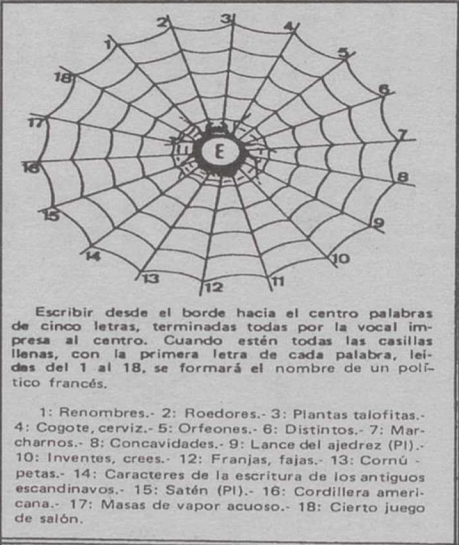 1
2
3
4
5
6
7
8
9
10
11
12
13
14
15
16
17
18
E
Escribir desde el borde hacia el centro palabras
de cinco letras, terminadas todas por la vocal im-
presa al centro. Cuando estén todas las casillas
llenas, con la primera letra de cada palabra, leí-
das del 1 al 18, se formará el nombre de un polí-
tico francés.
1: Renombres.- 2: Roedores.- 3: Plantas talofitas.-
4: Cogote, cerviz.- 5: Orfeones.- 6: Distintos.- 7: Mar-
charnos.- 8: Concavidades.- 9: Lance del ajedrez (Pl).-
10: Inventes, crees.- 12: Franjas, fajas.- 13: Cornú -
petas.- 14: Caracteres de la escritura de los antiguos
escandinavos.- 15: Satén (Pl).- 16: Cordillera ameri-
cana.- 17: Masas de vapor acuoso.- 18: Cierto juego
de salón.